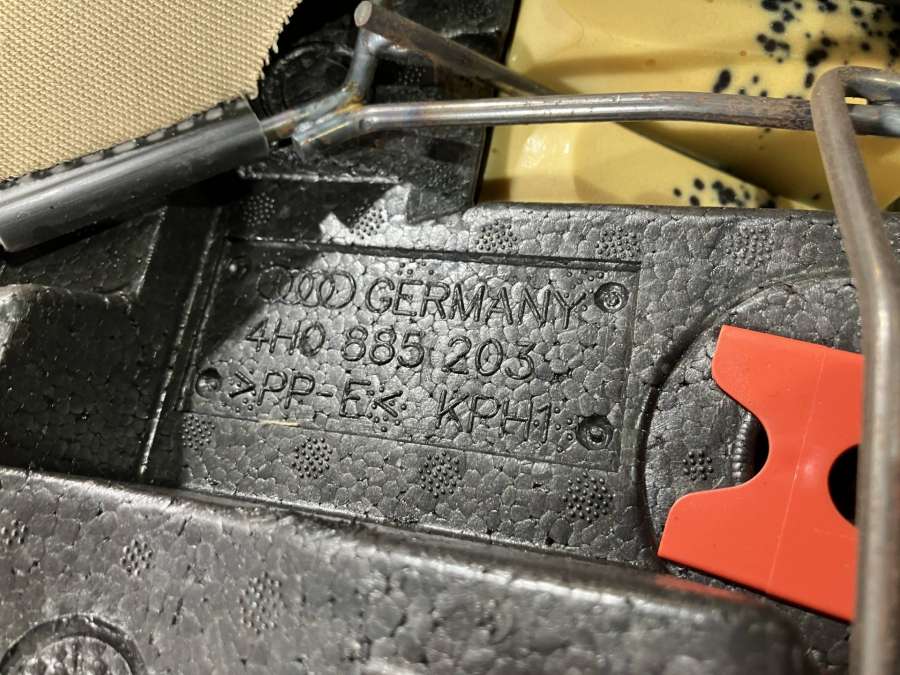 GERMANY
4H0 885 203
>PP-E< KPH1